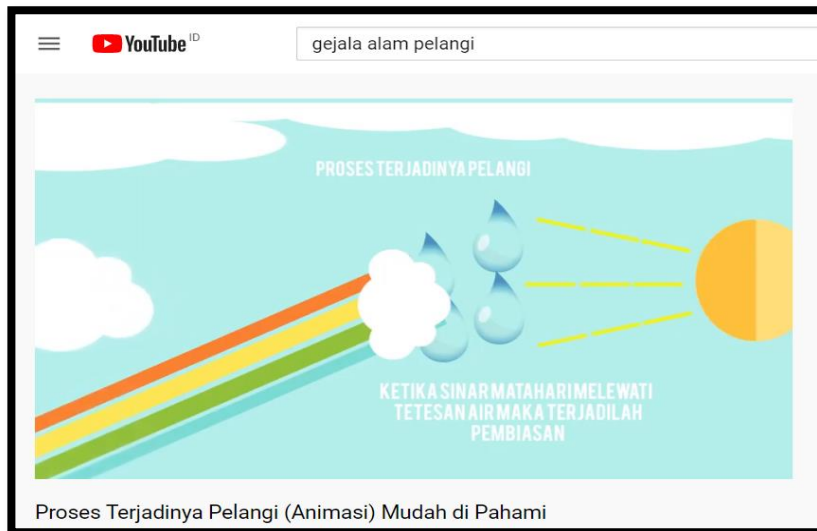 YouTube ID
gejala alam pelangi
PROSES TERJADINYA PELANGI
KETIKA SINAR MATAHARI MELEWATI
TETESAN AIR MAKA TERJADILAH
PEMBIASAN
Proses Terjadinya Pelangi (Animasi) Mudah di Pahami